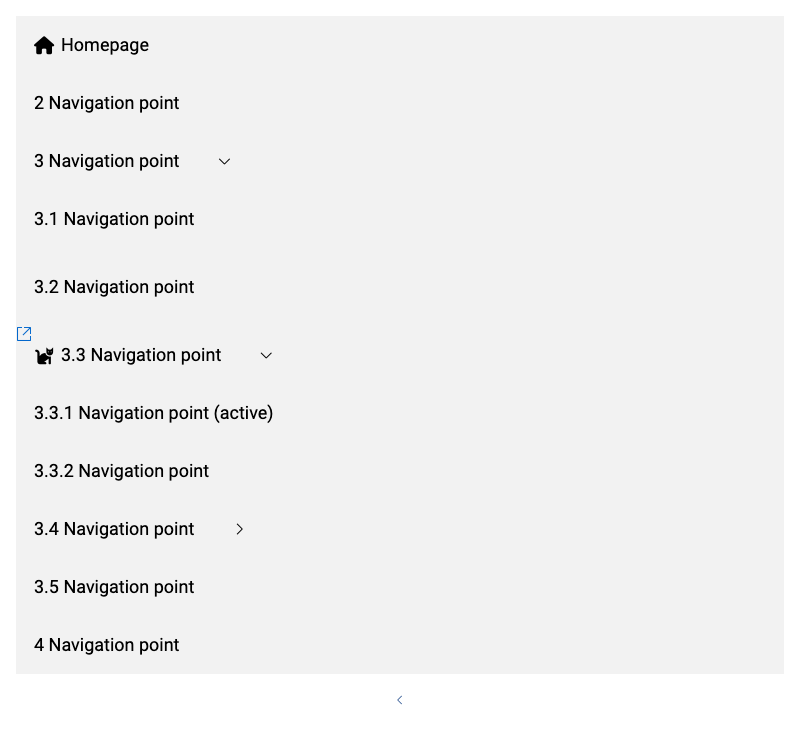 Homepage
2 Navigation point
3 Navigation point
3.1 Navigation point
3.2 Navigation point
3.3 Navigation point
3.3.1 Navigation point (active)
3.3.2 Navigation point
3.4 Navigation point
3.5 Navigation point
4 Navigation point